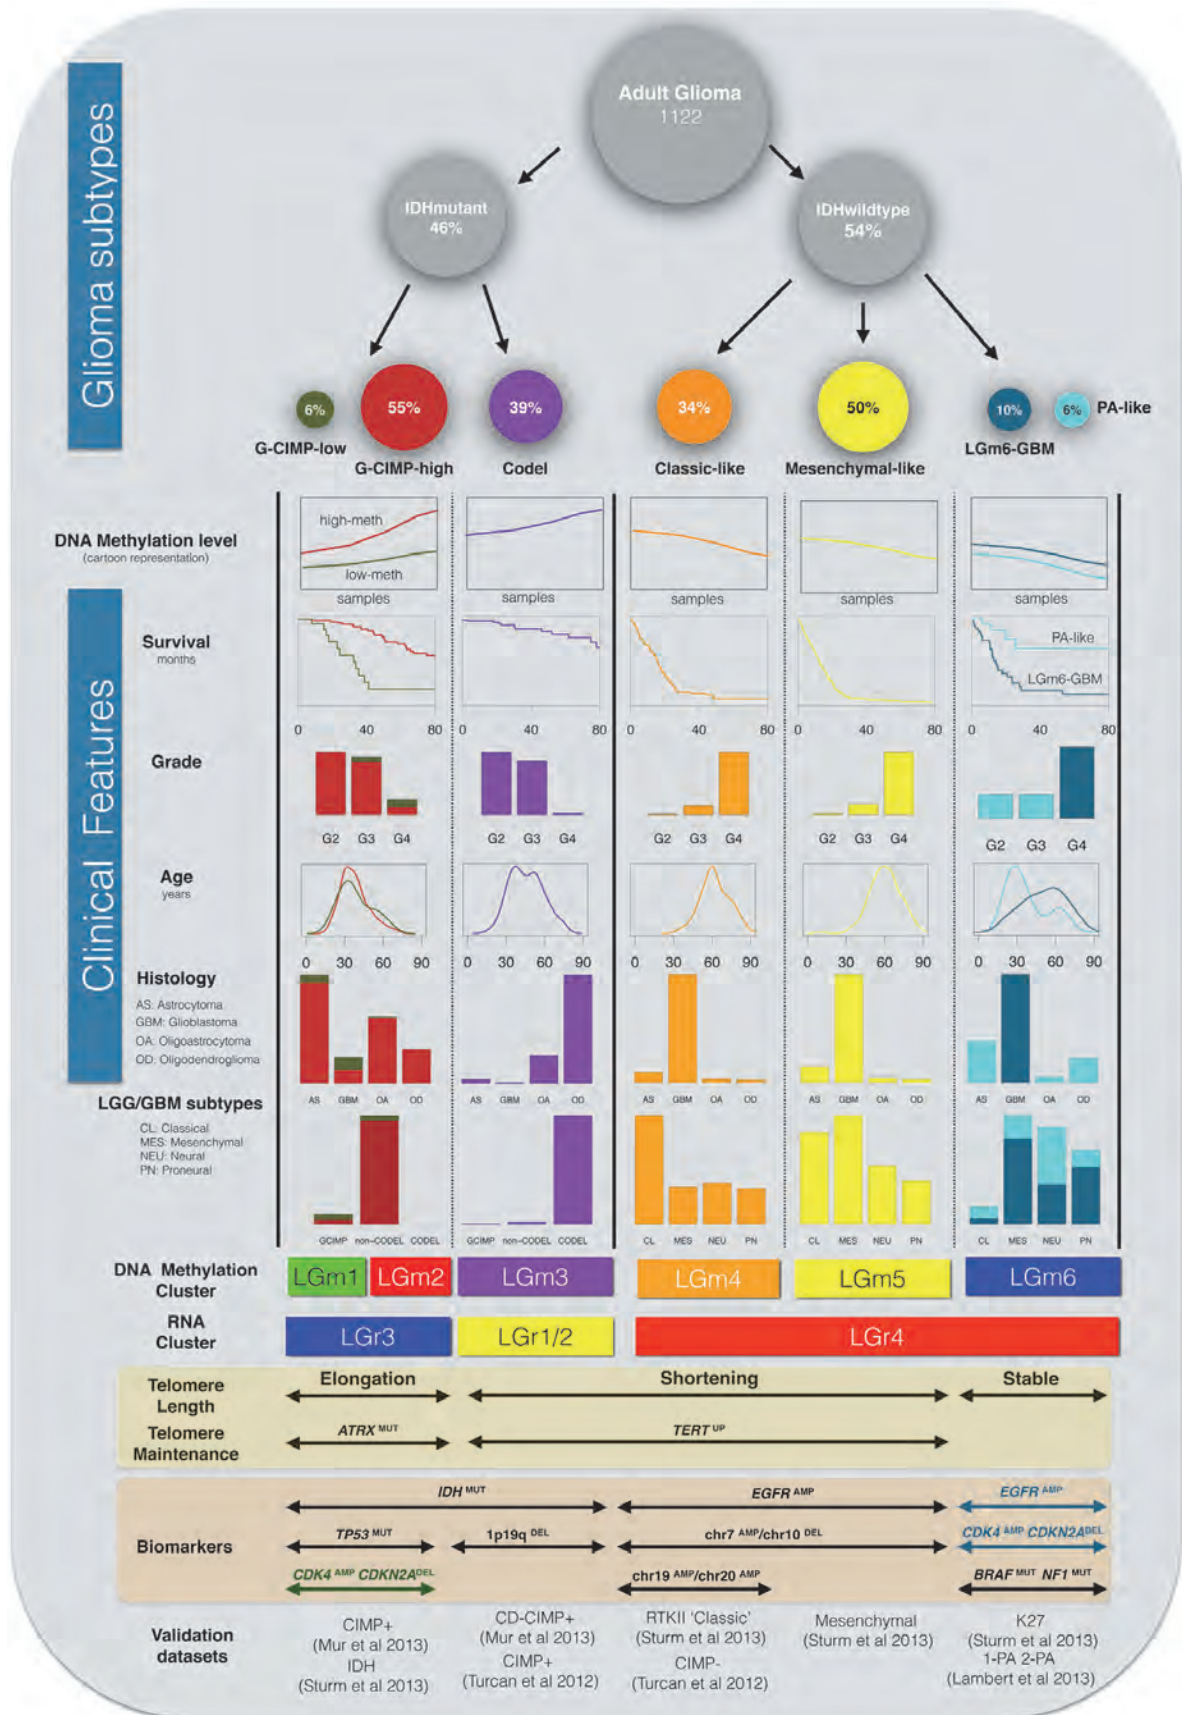 Glioma subtypes
Adult Glioma
1122
IDHmutant
46%
IDHwildtype
54%
6%
55%
39%
34%
50%
10%
6%
PA-like
G-CIMP-low
G-CIMP-high
Codel
Classic-like
Mesenchymal-like
LGm6-GBM
DNA Methylation level
(cartoon representation)
high-meth
low-meth
samples
samples
samples
samples
samples
Clinical Features
Survival
months
PA-like
LGm6-GBM
0 40 80
0 40 80
0 40 80
0 40 80
0 40 80
Grade
G2 G3 G4
G2 G3 G4
G2 G3 G4
G2 G3 G4
G2 G3 G4
Age
years
0 30 60 90
0 30 60 90
0 30 60 90
0 30 60 90
0 30 60 90
Histology
AS: Astrocytoma
GBM: Glioblastoma
OA: Oligoastrocytoma
OD: Oligodendroglioma
AS GBM OA OD
AS GBM OA OD
AS GBM OA OD
AS GBM OA OD
AS GBM OA OD
LGG/GBM subtypes
CL: Classical
MES: Mesenchymal
NEU: Neural
PN: Proneural
GCIMP non-CODEL CODEL
GCIMP non-CODEL CODEL
CL MES NEU PN
CL MES NEU PN
CL MES NEU PN
DNA Methylation
Cluster
LGm1
LGm2
LGm3
LGm4
LGm5
LGm6
RNA
Cluster
LGr3
LGr1/2
LGr4
Telomere
Length
Elongation
Shortening
Stable
Telomere
Maintenance
ATRX MUT
TERT UP
Biomarkers
IDH MUT
EGFR AMP
EGFR AMP
TP53 MUT
1p19q DEL
chr7 AMP/chr10 DEL
CDK4 AMP CDKN2A DEL
CDK4 AMP CDKN2A DEL
chr19 AMP/chr20 AMP
BRAF MUT NF1 MUT
Validation
datasets
CIMP+
(Mur et al 2013)
IDH
(Sturm et al 2013)
CD-CIMP+
(Mur et al 2013)
CIMP+
(Turcan et al 2012)
RTKII 'Classic'
(Sturm et al 2013)
CIMP-
(Turcan et al 2012)
Mesenchymal
(Sturm et al 2013)
K27
(Sturm et al 2013)
1-PA 2-PA
(Lambert et al 2013)